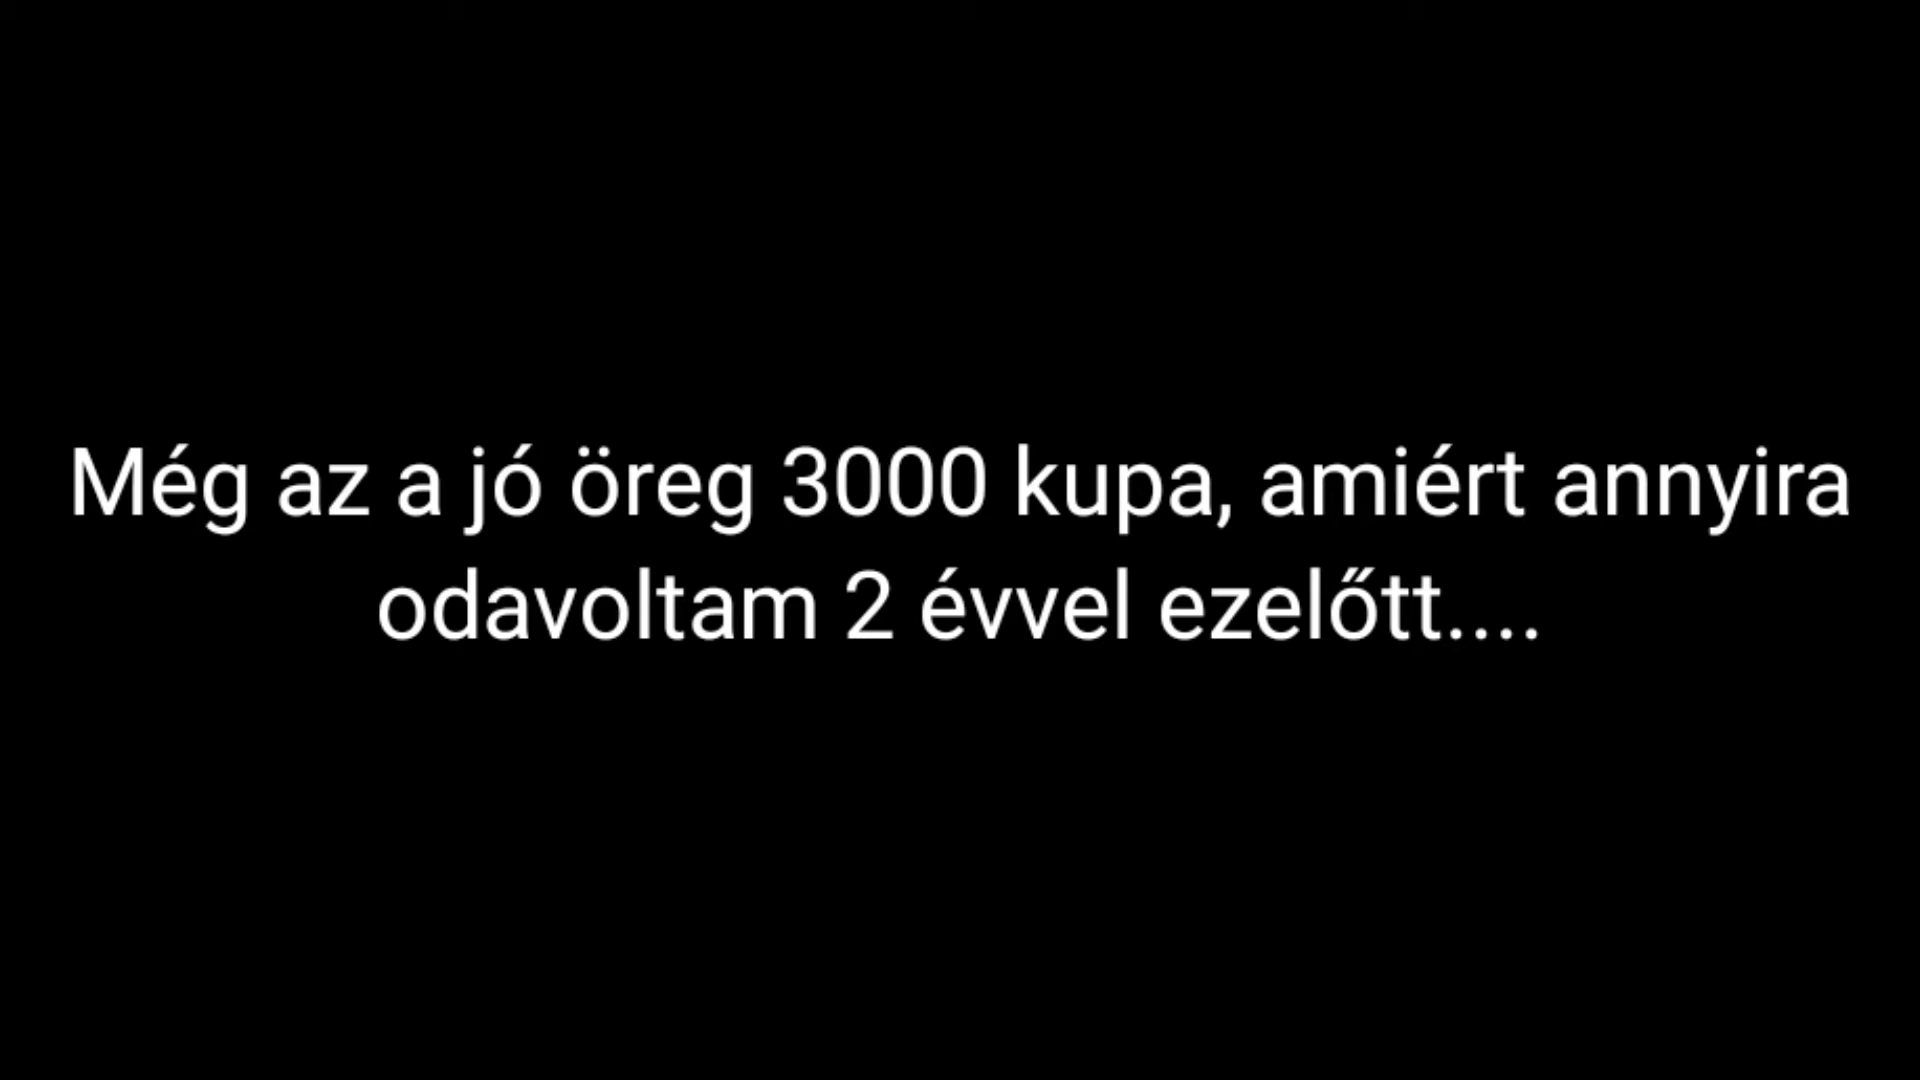 Még az a jó öreg 3000 kupa, amiért annyira
odavoltam 2 évvel ezelőtt....